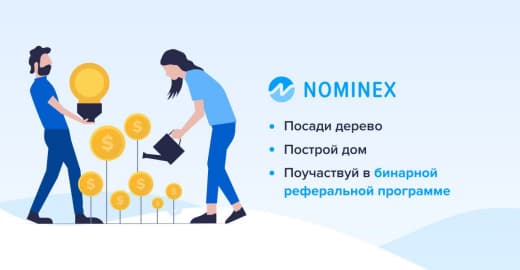 NOMINEX
• Посади дерево
• Построй дом
• Поучаствуй в бинарной
реферальной программе
$
$
$
$
$
$
$